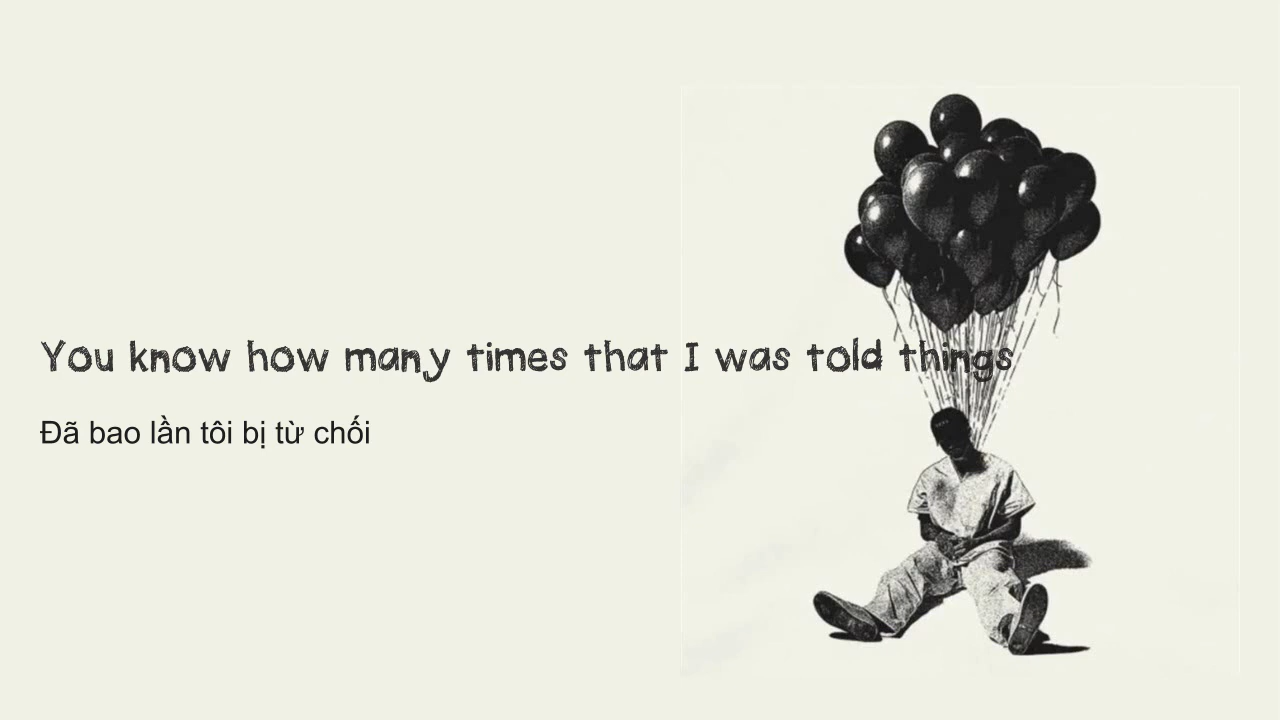 You know how many times that I was told things
Đã bao lần tôi bị từ chối